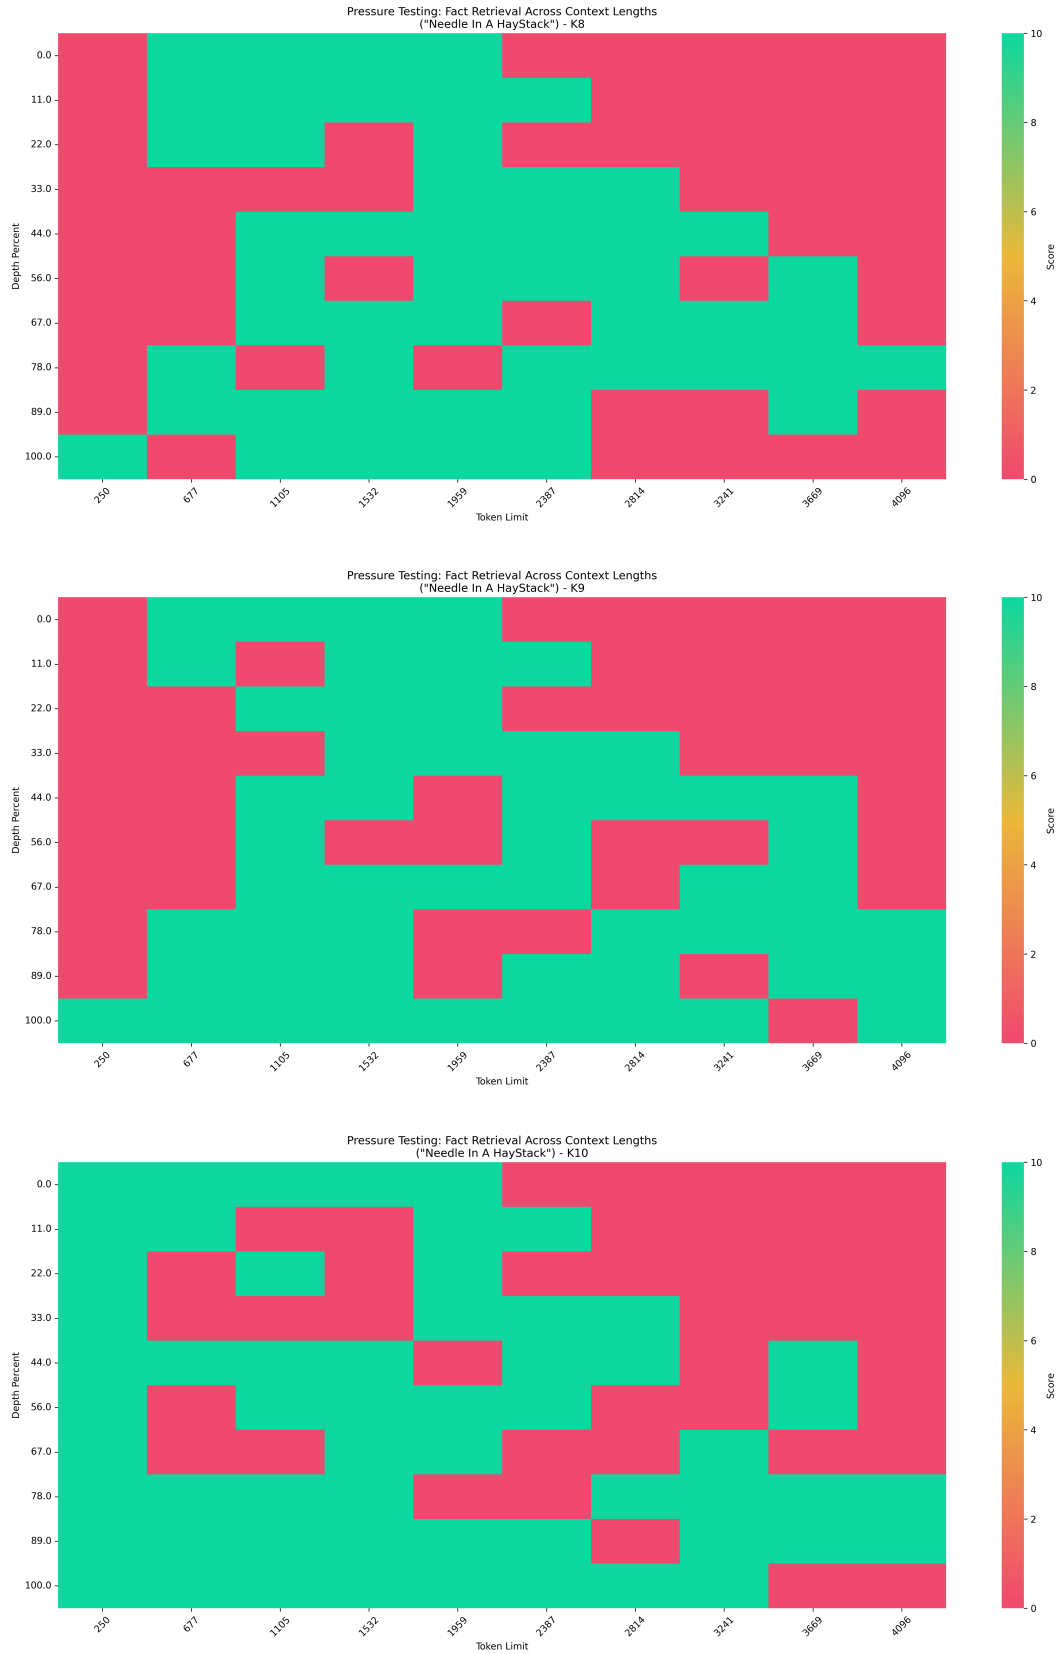 Pressure Testing: Fact Retrieval Across Context Lengths
("Needle In A HayStack") - K8
Depth Percent
0.0
11.0
22.0
33.0
44.0
56.0
67.0
78.0
89.0
100.0
250 677 1105 1532 1959 2387 2814 3241 3669 4096
Token Limit
10
8
6
4
2
0
Score
Pressure Testing: Fact Retrieval Across Context Lengths
("Needle In A HayStack") - K9
Depth Percent
0.0
11.0
22.0
33.0
44.0
56.0
67.0
78.0
89.0
100.0
250 677 1105 1532 1959 2387 2814 3241 3669 4096
Token Limit
10
8
6
4
2
0
Score
Pressure Testing: Fact Retrieval Across Context Lengths
("Needle In A HayStack") - K10
Depth Percent
0.0
11.0
22.0
33.0
44.0
56.0
67.0
78.0
89.0
100.0
250 677 1105 1532 1959 2387 2814 3241 3669 4096
Token Limit
10
8
6
4
2
0
Score